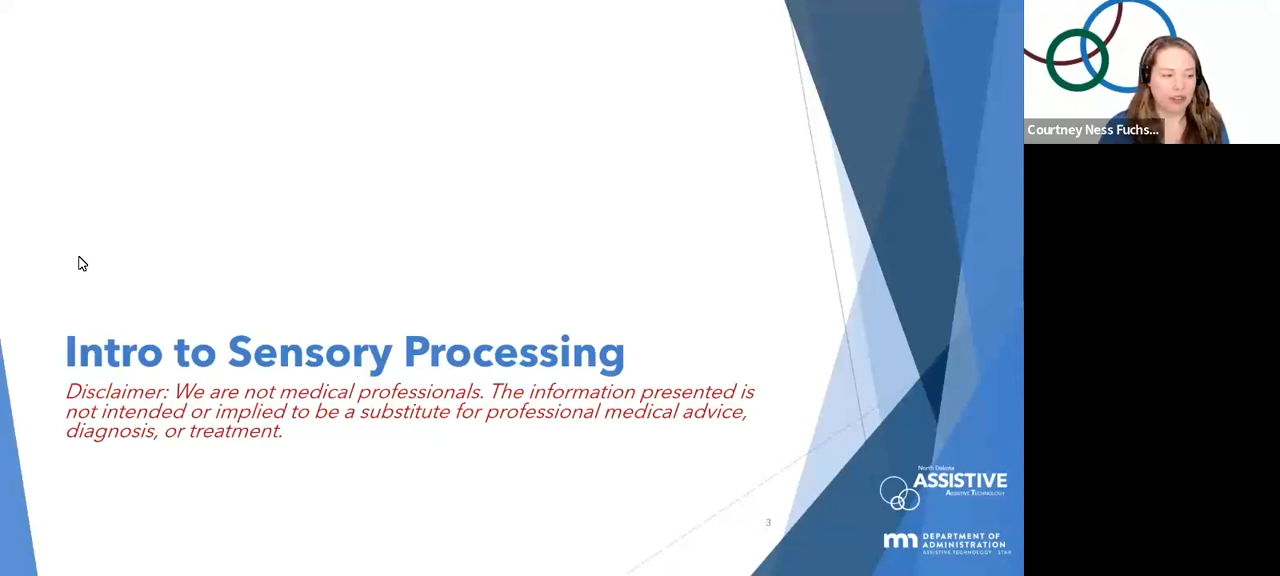 Intro to Sensory Processing
Disclaimer: We are not medical professionals. The information presented is
not intended or implied to be a substitute for professional medical advice,
diagnosis, or treatment.
3
North Dakota
ASSISTIVE
ASSISTIVE TECHNOLOGY
mn DEPARTMENT OF
ADMINISTRATION
ASSISTIVE TECHNOLOGY STAR
Courtney Ness Fuchs...